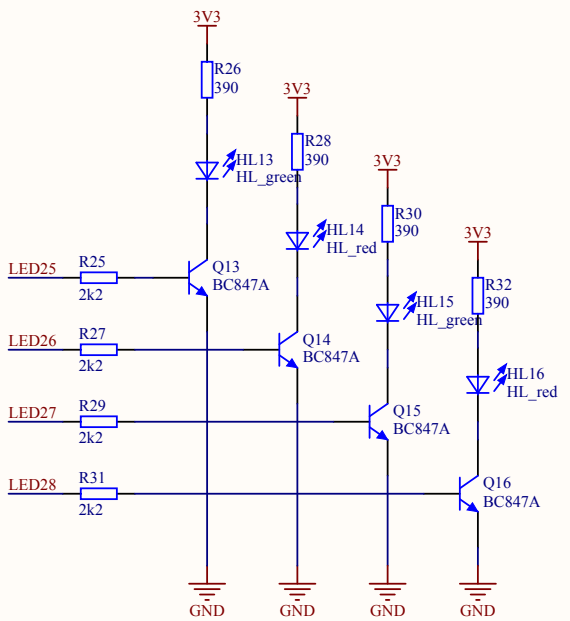 3V3
R26
390
3V3
HL13
HL_green
R28
390
3V3
HL14
HL_red
R30
390
3V3
LED25
R25
2k2
Q13
BC847A
R32
390
HL15
HL_green
LED26
R27
2k2
Q14
BC847A
HL16
HL_red
LED27
R29
2k2
Q15
BC847A
LED28
R31
2k2
Q16
BC847A
GND
GND
GND
GND